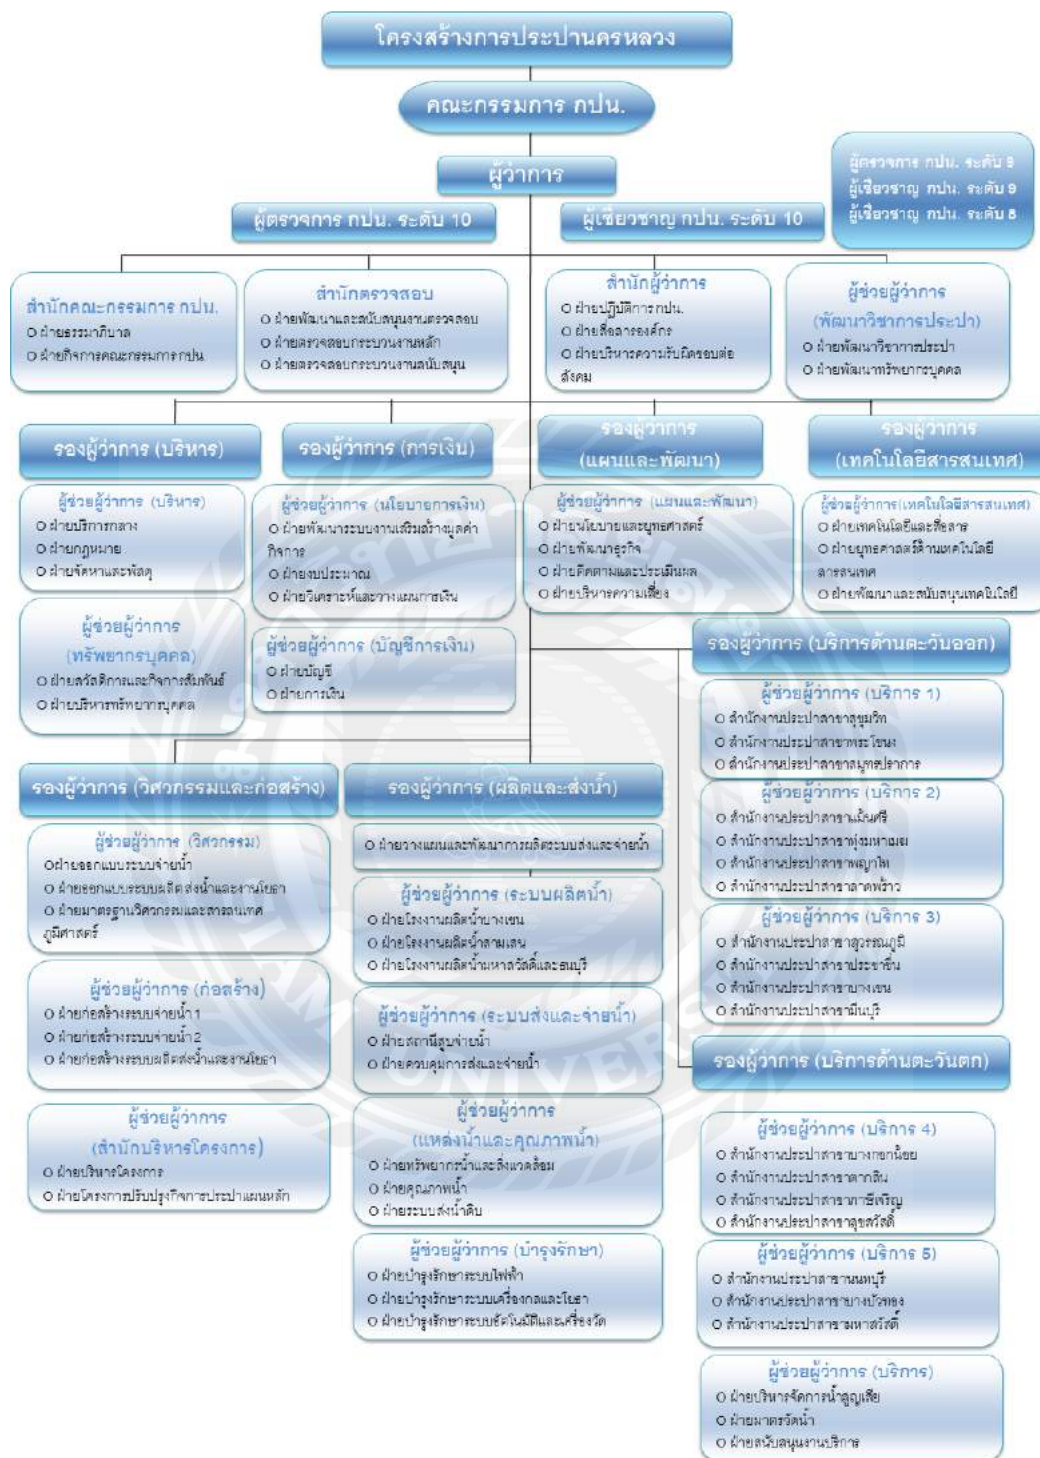 โครงสร้างการประปานครหลวง
คณะกรรมการ กปน.
ผู้ว่าการ
ผู้ตรวจการ กปน. ระดับ 9
ผู้เชี่ยวชาญ กปน. ระดับ 9
ผู้เชี่ยวชาญ กปน. ระดับ 8
ผู้ตรวจการ กปน. ระดับ 10
ผู้เชี่ยวชาญ กปน. ระดับ 10
สำนักคณะกรรมการ กปน.
O ฝ่ายธรรมาภิบาล
O ฝ่ายกิจการคณะกรรมการ กปน.
สำนักตรวจสอบ
O ฝ่ายพัฒนาและสนับสนุนงานตรวจสอบ
O ฝ่ายตรวจสอบกระบวนงานหลัก
O ฝ่ายตรวจสอบกระบวนงานสนับสนุน
สำนักผู้ว่าการ
O ฝ่ายปฏิบัติการ กปน.
O ฝ่ายสื่อสารองค์กร
O ฝ่ายบริหารความรับผิดชอบต่อ
สังคม
ผู้ช่วยผู้ว่าการ
(พัฒนาวิชาการประปา)
O ฝ่ายพัฒนาวิชาการประปา
O ฝ่ายพัฒนาทรัพยากรบุคคล
รองผู้ว่าการ (บริหาร)
ผู้ช่วยผู้ว่าการ (บริหาร)
O ฝ่ายบริการกลาง
O ฝ่ายกฎหมาย
O ฝ่ายจัดหาและพัสดุ
ผู้ช่วยผู้ว่าการ
(ทรัพยากรบุคคล)
O ฝ่ายสวัสดิการและกิจการสัมพันธ์
O ฝ่ายบริหารทรัพยากรบุคคล
รองผู้ว่าการ (การเงิน)
ผู้ช่วยผู้ว่าการ (นโยบายการเงิน)
O ฝ่ายพัฒนาระบบงานเสริมสร้างมูลค่า
กิจการ
O ฝ่ายงบประมาณ
O ฝ่ายวิเคราะห์และวางแผนการเงิน
ผู้ช่วยผู้ว่าการ (บัญชีการเงิน)
O ฝ่ายบัญชี
O ฝ่ายการเงิน
รองผู้ว่าการ
(แผนและพัฒนา)
ผู้ช่วยผู้ว่าการ (แผนและพัฒนา)
O ฝ่ายนโยบายและยุทธศาสตร์
O ฝ่ายพัฒนาธุรกิจ
O ฝ่ายติดตามและประเมินผล
O ฝ่ายบริหารความเสี่ยง
รองผู้ว่าการ
(เทคโนโลยีสารสนเทศ)
ผู้ช่วยผู้ว่าการ(เทคโนโลยีสารสนเทศ)
O ฝ่ายเทคโนโลยีและสื่อสาร
O ฝ่ายยุทธศาสตร์ด้านเทคโนโลยี
สารสนเทศ
O ฝ่ายพัฒนาและสนับสนุนเทคโนโลยี
รองผู้ว่าการ (วิศวกรรมและก่อสร้าง)
ผู้ช่วยผู้ว่าการ (วิศวกรรม)
O ฝ่ายออกแบบระบบจ่ายน้ำ
O ฝ่ายออกแบบระบบผลิตส่งน้ำและงานโยธา
O ฝ่ายมาตรฐานวิศวกรรมและสารสนเทศ
ภูมิศาสตร์
ผู้ช่วยผู้ว่าการ (ก่อสร้าง)
O ฝ่ายก่อสร้างระบบจ่ายน้ำ 1
O ฝ่ายก่อสร้างระบบจ่ายน้ำ 2
O ฝ่ายก่อสร้างระบบผลิตส่งน้ำและงานโยธา
ผู้ช่วยผู้ว่าการ
(สำนักบริหารโครงการ)
O ฝ่ายบริหารโครงการ
O ฝ่ายโครงการปรับปรุงกิจการประปาแผนหลัก
รองผู้ว่าการ (ผลิตและส่งน้ำ)
O ฝ่ายวางแผนและพัฒนาการผลิตระบบส่งและจ่ายน้ำ
ผู้ช่วยผู้ว่าการ (ระบบผลิตน้ำ)
O ฝ่ายโรงงานผลิตน้ำบางเขน
O ฝ่ายโรงงานผลิตน้ำสามเสน
O ฝ่ายโรงงานผลิตน้ำมหาสวัสดิ์และธนบุรี
ผู้ช่วยผู้ว่าการ (ระบบส่งและจ่ายน้ำ)
O ฝ่ายสถานีสูบจ่ายน้ำ
O ฝ่ายควบคุมการส่งและจ่ายน้ำ
ผู้ช่วยผู้ว่าการ
(แหล่งน้ำและคุณภาพน้ำ)
O ฝ่ายทรัพยากรน้ำและสิ่งแวดล้อม
O ฝ่ายคุณภาพน้ำ
O ฝ่ายระบบส่งน้ำดิบ
ผู้ช่วยผู้ว่าการ (บำรุงรักษา)
O ฝ่ายบำรุงรักษาระบบไฟฟ้า
O ฝ่ายบำรุงรักษาระบบเครื่องกลและโยธา
O ฝ่ายบำรุงรักษาระบบอัตโนมัติและเครื่องวัด
รองผู้ว่าการ (บริการด้านตะวันออก)
ผู้ช่วยผู้ว่าการ (บริการ 1)
O สำนักงานประปาสาขาสุขุมวิท
O สำนักงานประปาสาขาพระโขนง
O สำนักงานประปาสาขาสมุทรปราการ
ผู้ช่วยผู้ว่าการ (บริการ 2)
O สำนักงานประปาสาขาแม้นศรี
O สำนักงานประปาสาขาทุ่งมหาเมฆ
O สำนักงานประปาสาขาพญาไท
O สำนักงานประปาสาขาลาดพร้าว
ผู้ช่วยผู้ว่าการ (บริการ 3)
O สำนักงานประปาสาขาสุวรรณภูมิ
O สำนักงานประปาสาขาประชาชื่น
O สำนักงานประปาสาขาบางเขน
O สำนักงานประปาสาขามีนบุรี
รองผู้ว่าการ (บริการด้านตะวันตก)
ผู้ช่วยผู้ว่าการ (บริการ 4)
O สำนักงานประปาสาขาบางกอกน้อย
O สำนักงานประปาสาขาตากสิน
O สำนักงานประปาสาขาภาษีเจริญ
O สำนักงานประปาสาขาสุขสวัสดิ์
ผู้ช่วยผู้ว่าการ (บริการ 5)
O สำนักงานประปาสาขานนทบุรี
O สำนักงานประปาสาขาบางบัวทอง
O สำนักงานประปาสาขามหาสวัสดิ์
ผู้ช่วยผู้ว่าการ (บริการ)
O ฝ่ายบริหารจัดการน้ำสูญเสีย
O ฝ่ายมาตรวัดน้ำ
O ฝ่ายสนับสนุนงานบริการ